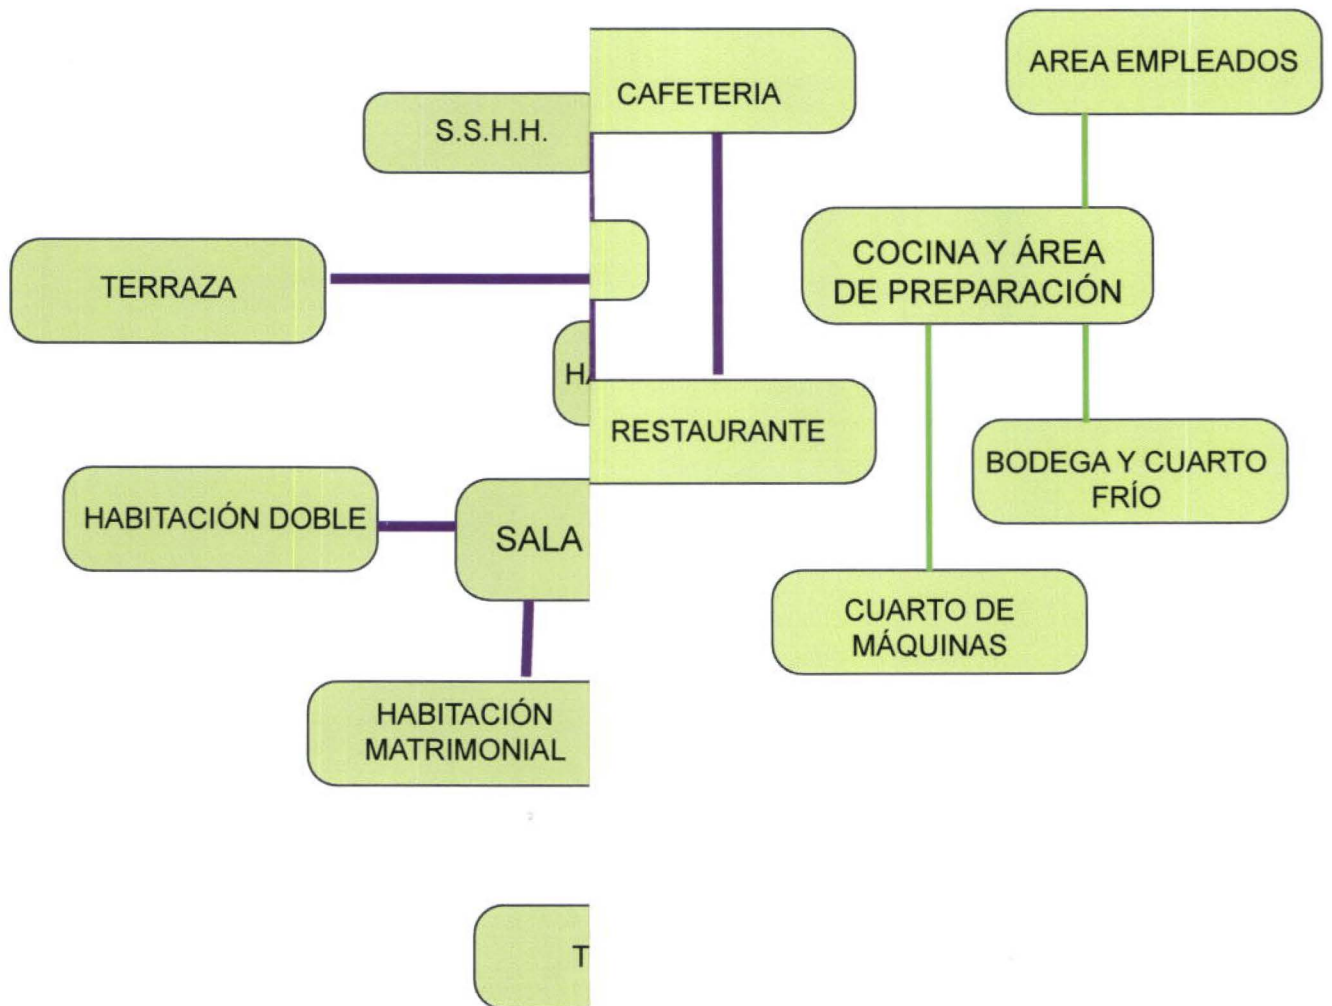 CAFETERIA
AREA EMPLEADOS
S.S.H.H.
COCINA Y ÁREA
DE PREPARACIÓN
TERRAZA
RESTAURANTE
BODEGA Y CUARTO
FRÍO
HABITACIÓN DOBLE
SALA
CUARTO DE
MÁQUINAS
HABITACIÓN
MATRIMONIAL